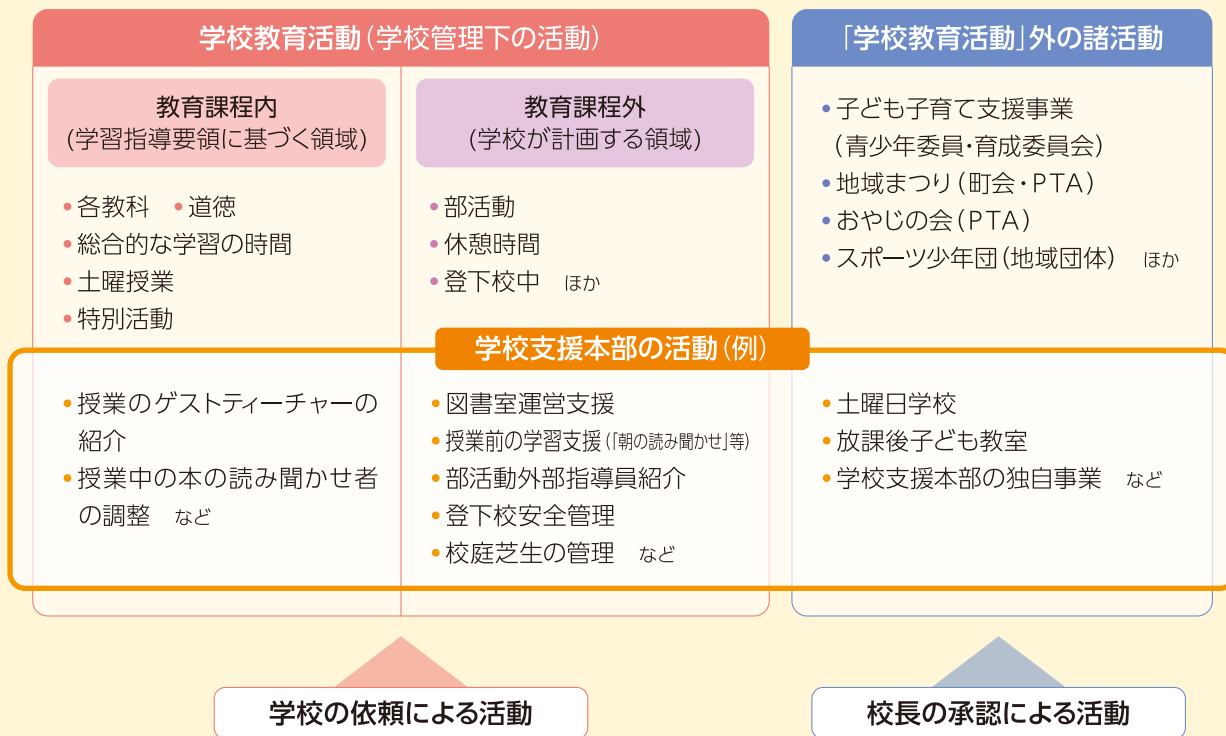 学校教育活動(学校管理下の活動)
教育課程内
(学習指導要領に基づく領域)
•各教科 •道徳
•総合的な学習の時間
•土曜授業
•特別活動
教育課程外
(学校が計画する領域)
•部活動
•休憩時間
•登下校中 ほか
「学校教育活動」外の諸活動
•子ども子育て支援事業
(青少年委員・育成委員会)
•地域まつり(町会・PTA)
•おやじの会(PTA)
•スポーツ少年団(地域団体) ほか
学校支援本部の活動(例)
•授業のゲストティーチャーの
紹介
•授業中の本の読み聞かせ者
の調整 など
•図書室運営支援
•授業前の学習支援(「朝の読み聞かせ」等)
•部活動外部指導員紹介
•登下校安全管理
•校庭芝生の管理 など
•土曜日学校
•放課後子ども教室
•学校支援本部の独自事業 など
学校の依頼による活動
校長の承認による活動